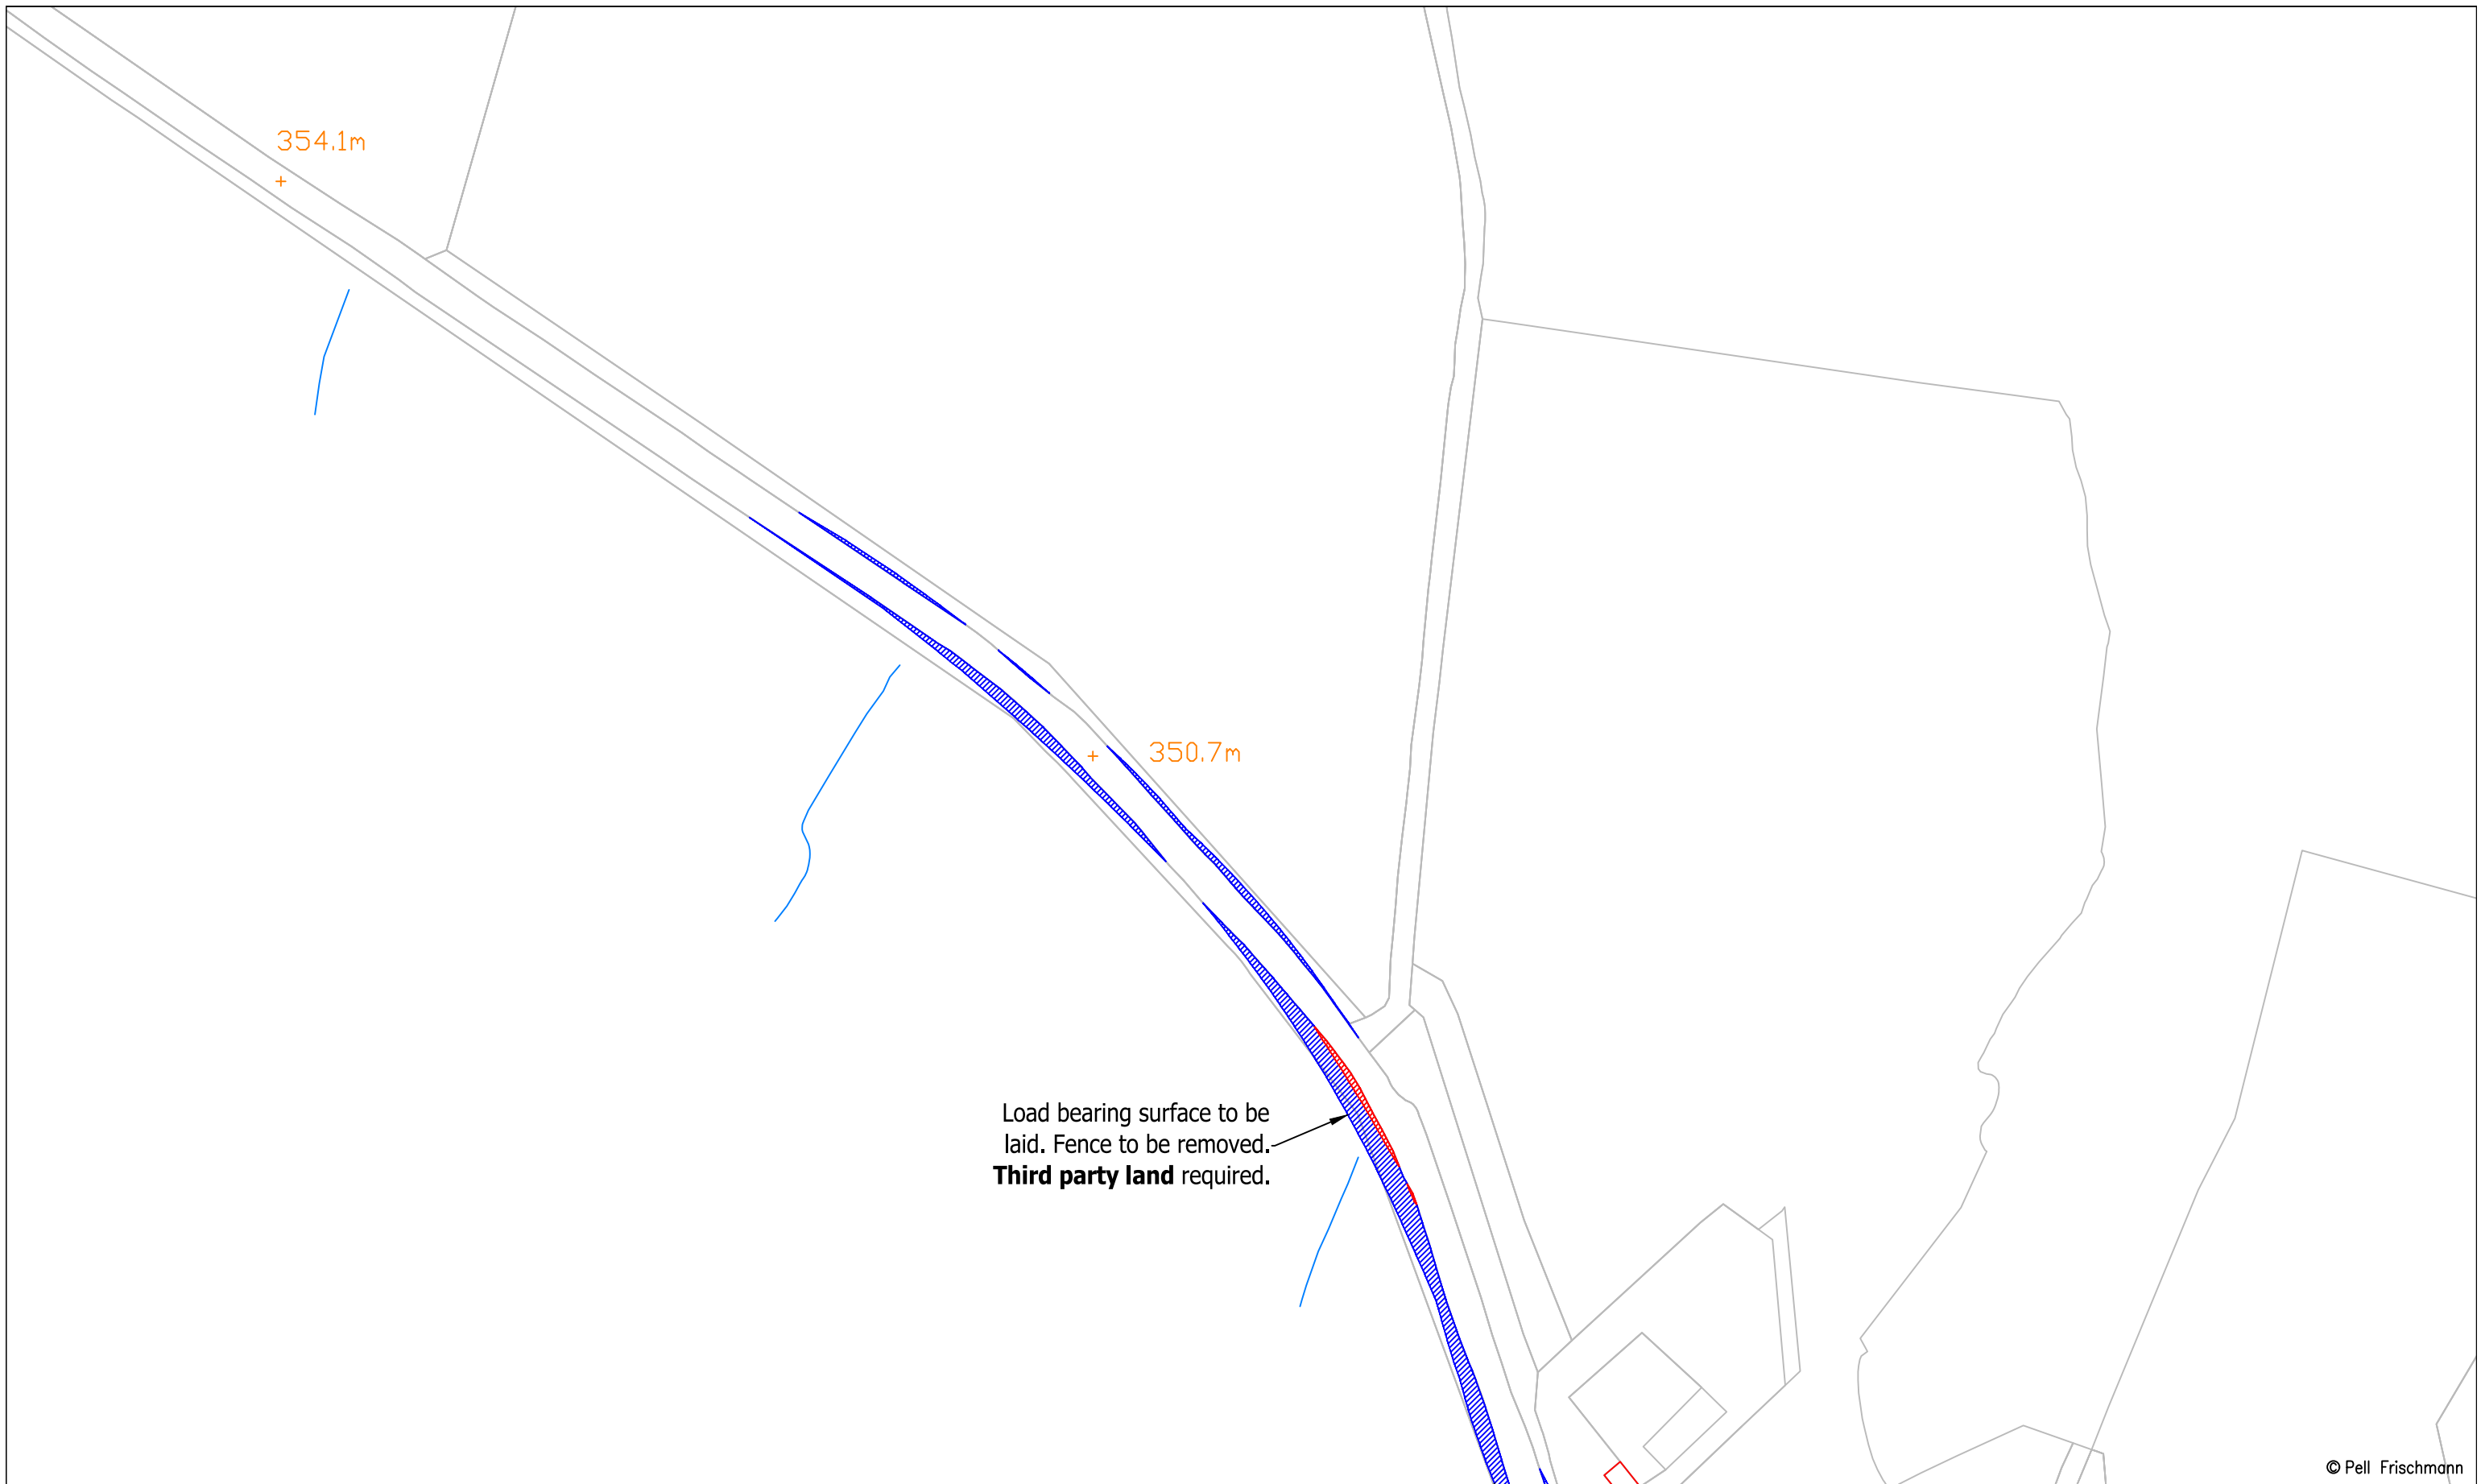 354.1m
350.7m
Load bearing surface to be
laid. Fence to be removed.
Third party land required.
© Pell Frischmann